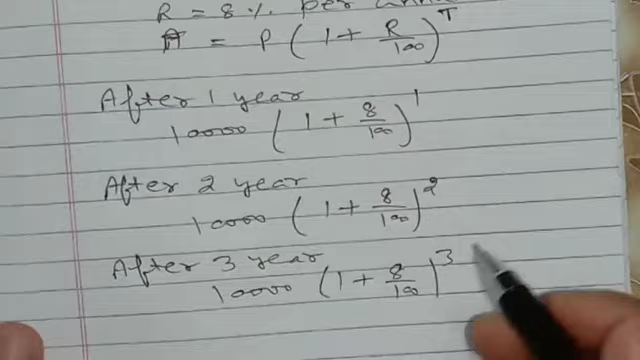 R = 8 % per
A = P ( 1 + R/100 )^T
After 1 year
10000 ( 1 + 8/100 )^1
After 2 year
10000 ( 1 + 8/100 )^2
After 3 year
10000 ( 1 + 8/100 )^3